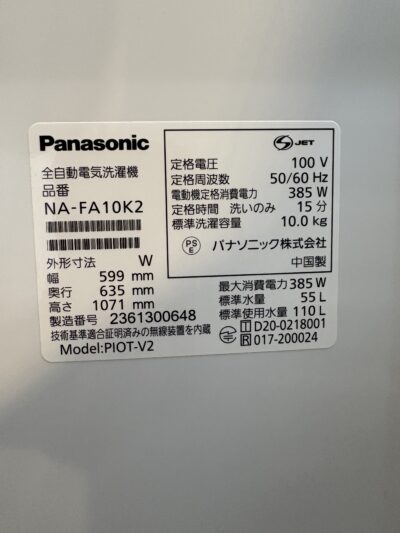 Panasonic
全自動電気洗濯機
品番
NA-FA10K2
外形寸法 W
幅 599 mm
奥行 635 mm
高さ 1071 mm
製造番号 2361300648
技術基準適合証明済みの無線装置を内蔵
Model:PIOT-V2
S JET
定格電圧 100 V
定格周波数 50/60 Hz
電動機定格消費電力 385 W
定格時間 洗いのみ 15 分
標準洗濯容量 10.0 kg
PS E パナソニック株式会社
中国製
最大消費電力 385 W
標準水量 55 L
標準使用水量 110 L
T D20-0218001
R 017-200024